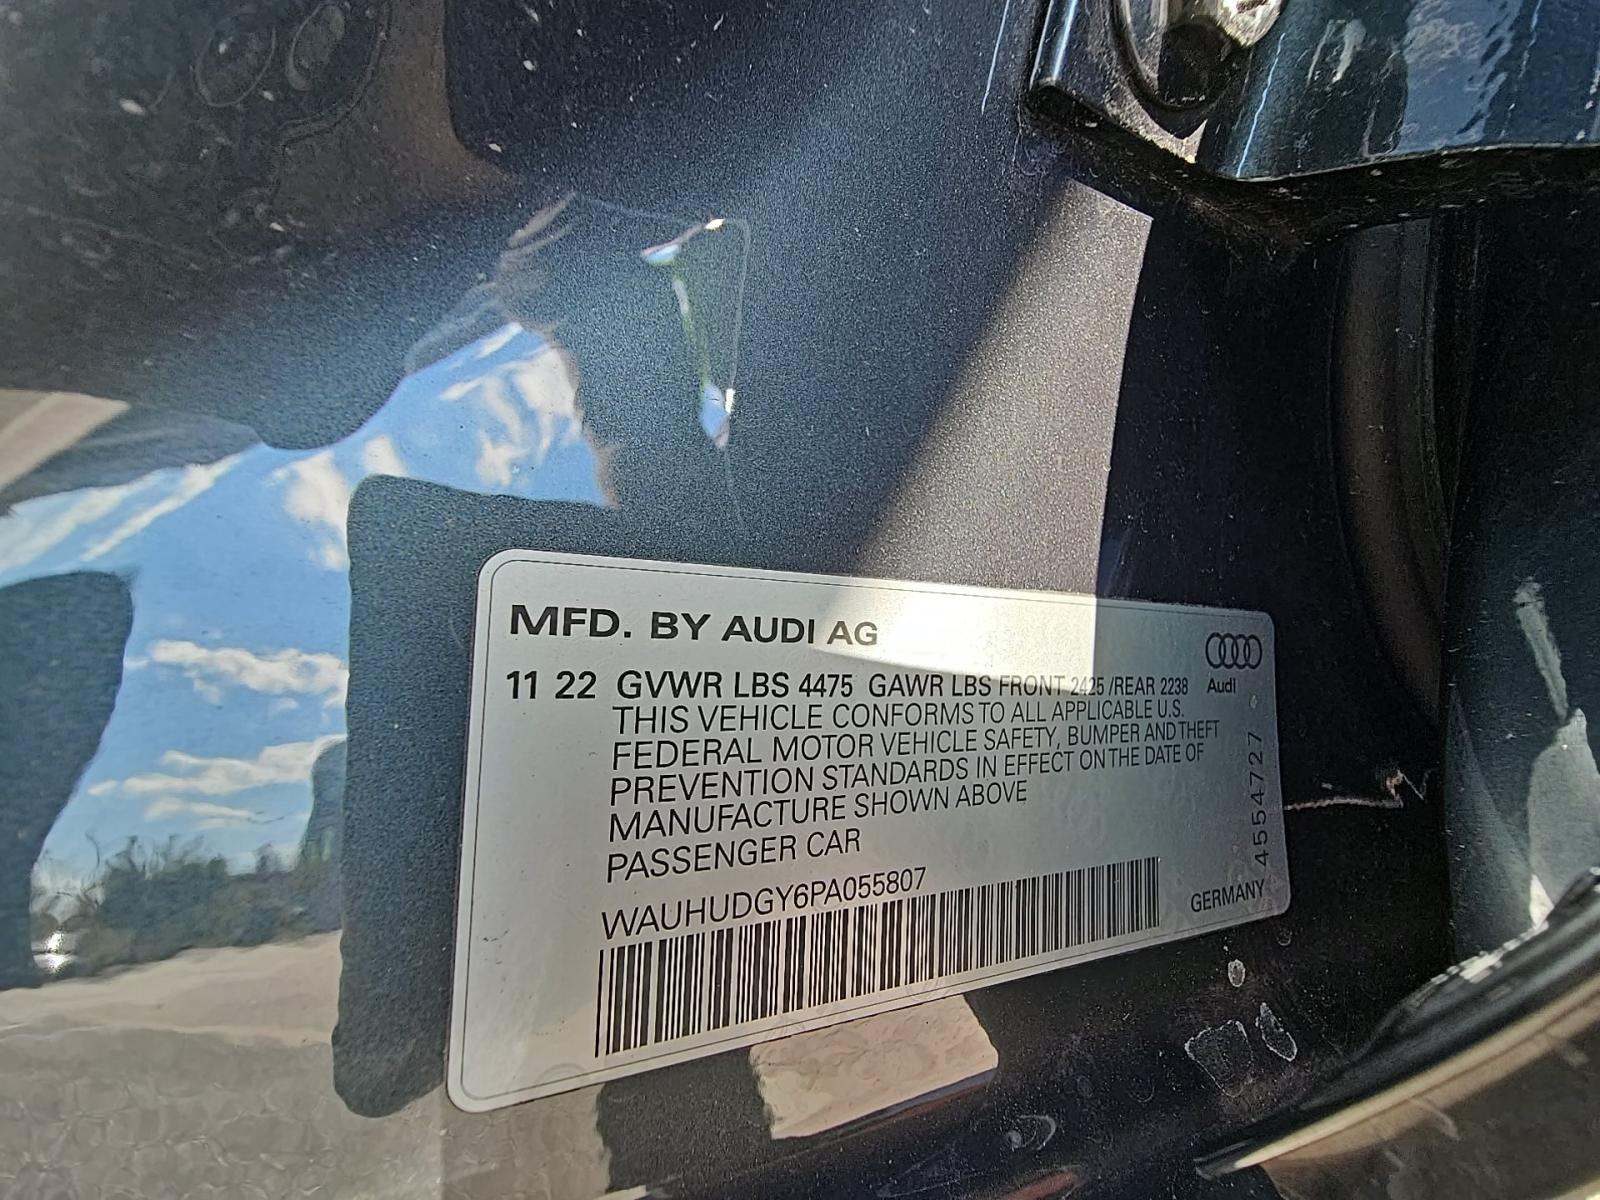 MFD. BY AUDI AG
11 22 GVWR LBS 4475 GAWR LBS FRONT 2425 /REAR 2238
Audi
THIS VEHICLE CONFORMS TO ALL APPLICABLE U.S.
FEDERAL MOTOR VEHICLE SAFETY, BUMPER AND THEFT
PREVENTION STANDARDS IN EFFECT ON THE DATE OF
MANUFACTURE SHOWN ABOVE
PASSENGER CAR
WAUHUDGY6PA055807
GERMANY
4554727